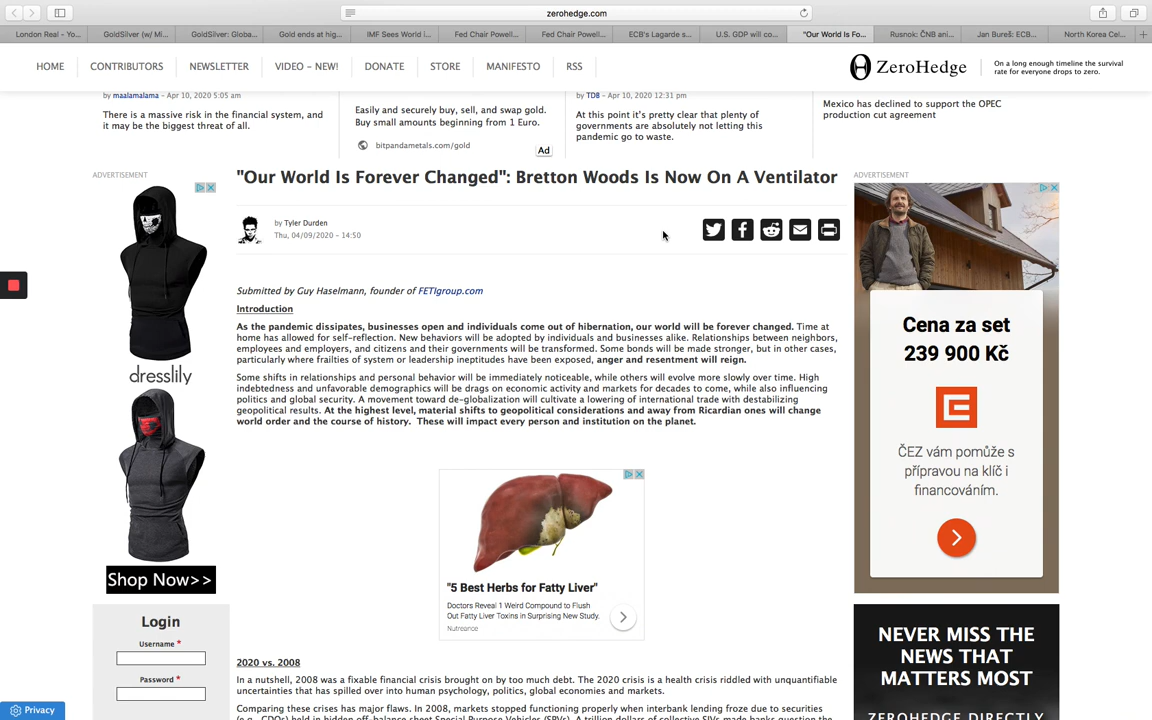 zerohedge.com
London Real - Yo...
GoldSilver (w/ Mi...
GoldSilver: Globa...
Gold ends at hig...
IMF Sees World i...
Fed Chair Powell...
Fed Chair Powell...
ECB's Lagarde s...
U.S. GDP will co...
"Our World Is Fo...
Rusnok: ČNB ani...
Jan Bureš: ECB...
North Korea Cel...
HOME
CONTRIBUTORS
NEWSLETTER
VIDEO – NEW!
DONATE
STORE
MANIFESTO
RSS
ZeroHedge
On a long enough timeline the survival
rate for everyone drops to zero.
by maalamalama - Apr 10, 2020 5:05 am
There is a massive risk in the financial system, and
it may be the biggest threat of all.
Easily and securely buy, sell, and swap gold.
Buy small amounts beginning from 1 Euro.
bitpandametals.com/gold
Ad
by TDB - Apr 10, 2020 12:31 pm
At this point it's pretty clear that plenty of
governments are absolutely not letting this
pandemic go to waste.
Mexico has declined to support the OPEC
production cut agreement
ADVERTISEMENT
dresslily
Shop Now>>
Login
Username *
Password *
Privacy
"Our World Is Forever Changed": Bretton Woods Is Now On A Ventilator
by Tyler Durden
Thu, 04/09/2020 - 14:50
Submitted by Guy Haselmann, founder of FETIgroup.com
Introduction
As the pandemic dissipates, businesses open and individuals come out of hibernation, our world will be forever changed. Time at
home has allowed for self-reflection. New behaviors will be adopted by individuals and businesses alike. Relationships between neighbors,
employees and employers, and citizens and their governments will be transformed. Some bonds will be made stronger, but in other cases,
particularly where frailties of system or leadership ineptitudes have been exposed, anger and resentment will reign.
Some shifts in relationships and personal behavior will be immediately noticeable, while others will evolve more slowly over time. High
indebtedness and unfavorable demographics will be drags on economic activity and markets for decades to come, while also influencing
politics and global security. A movement toward de-globalization will cultivate a lowering of international trade with destabilizing
geopolitical results. At the highest level, material shifts to geopolitical considerations and away from Ricardian ones will change
world order and the course of history. These will impact every person and institution on the planet.
"5 Best Herbs for Fatty Liver"
Doctors Reveal 1 Weird Compound to Flush
Out Fatty Liver Toxins in Surprising New Study.
Nutreance
2020 vs. 2008
In a nutshell, 2008 was a fixable financial crisis brought on by too much debt. The 2020 crisis is a health crisis riddled with unquantifiable
uncertainties that has spilled over into human psychology, politics, global economies and markets.
Comparing these crises has major flaws. In 2008, markets stopped functioning properly when interbank lending froze due to securities
(e.g., CDOs) held in hidden off-balance sheet Special Purpose Vehicles (SPVs). A trillion dollars of collective SIVs made banks question the
ADVERTISEMENT
Cena za set
239 900 Kč
ČEZ vám pomůže s
přípravou na klíč i
financováním.
NEVER MISS THE
NEWS THAT
MATTERS MOST
ZEROHEDGE DIRECTLY